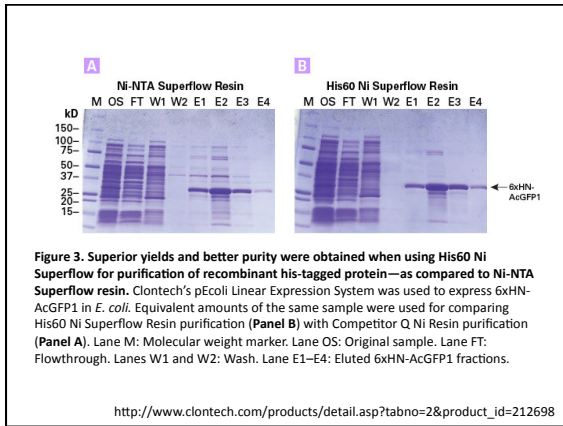 A
B
Ni-NTA Superflow Resin
His60 Ni Superflow Resin
M OS FT W1 W2 E1 E2 E3 E4
M OS FT W1 W2 E1 E2 E3 E4
kD
150–
100–
75–
50–
37–
25–
20–
15–
6xHN-
AcGFP1
Figure 3. Superior yields and better purity were obtained when using His60 Ni
Superflow for purification of recombinant his-tagged protein—as compared to Ni-NTA
Superflow resin. Clontech's pEcoli Linear Expression System was used to express 6xHN-
AcGFP1 in E. coli. Equivalent amounts of the same sample were used for comparing
His60 Ni Superflow Resin purification (Panel B) with Competitor Q Ni Resin purification
(Panel A). Lane M: Molecular weight marker. Lane OS: Original sample. Lane FT:
Flowthrough. Lanes W1 and W2: Wash. Lane E1–E4: Eluted 6xHN-AcGFP1 fractions.
http://www.clontech.com/products/detail.asp?tabno=2&product_id=212698